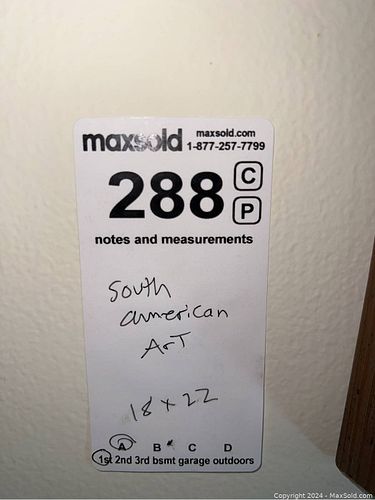 maxsold maxsold.com
1-877-257-7799
288 C
P
notes and measurements
South
american
ArT
18 x 22
A B C D
1st 2nd 3rd bsmt garage outdoors
Copyright 2024 - MaxSold.com